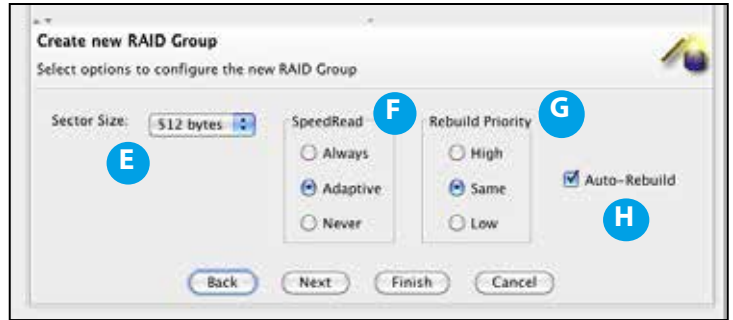 Create new RAID Group
Select options to configure the new RAID Group
Sector Size: 512 bytes
E
SpeedRead F
Always
Adaptive
Never
Rebuild Priority G
High
Same
Low
Auto-Rebuild
H
Back Next Finish Cancel